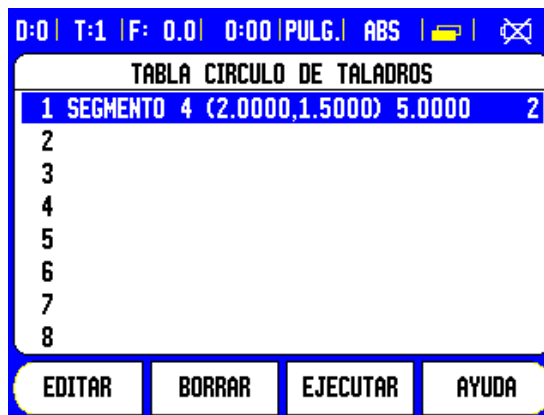 D:0 | T:1 | F: 0.0 | 0:00 | PULG. | ABS
TABLA CIRCULO DE TALADROS
1 SEGMENTO 4 (2.0000,1.5000) 5.0000 2
2
3
4
5
6
7
8
EDITAR BORRAR EJECUTAR AYUDA